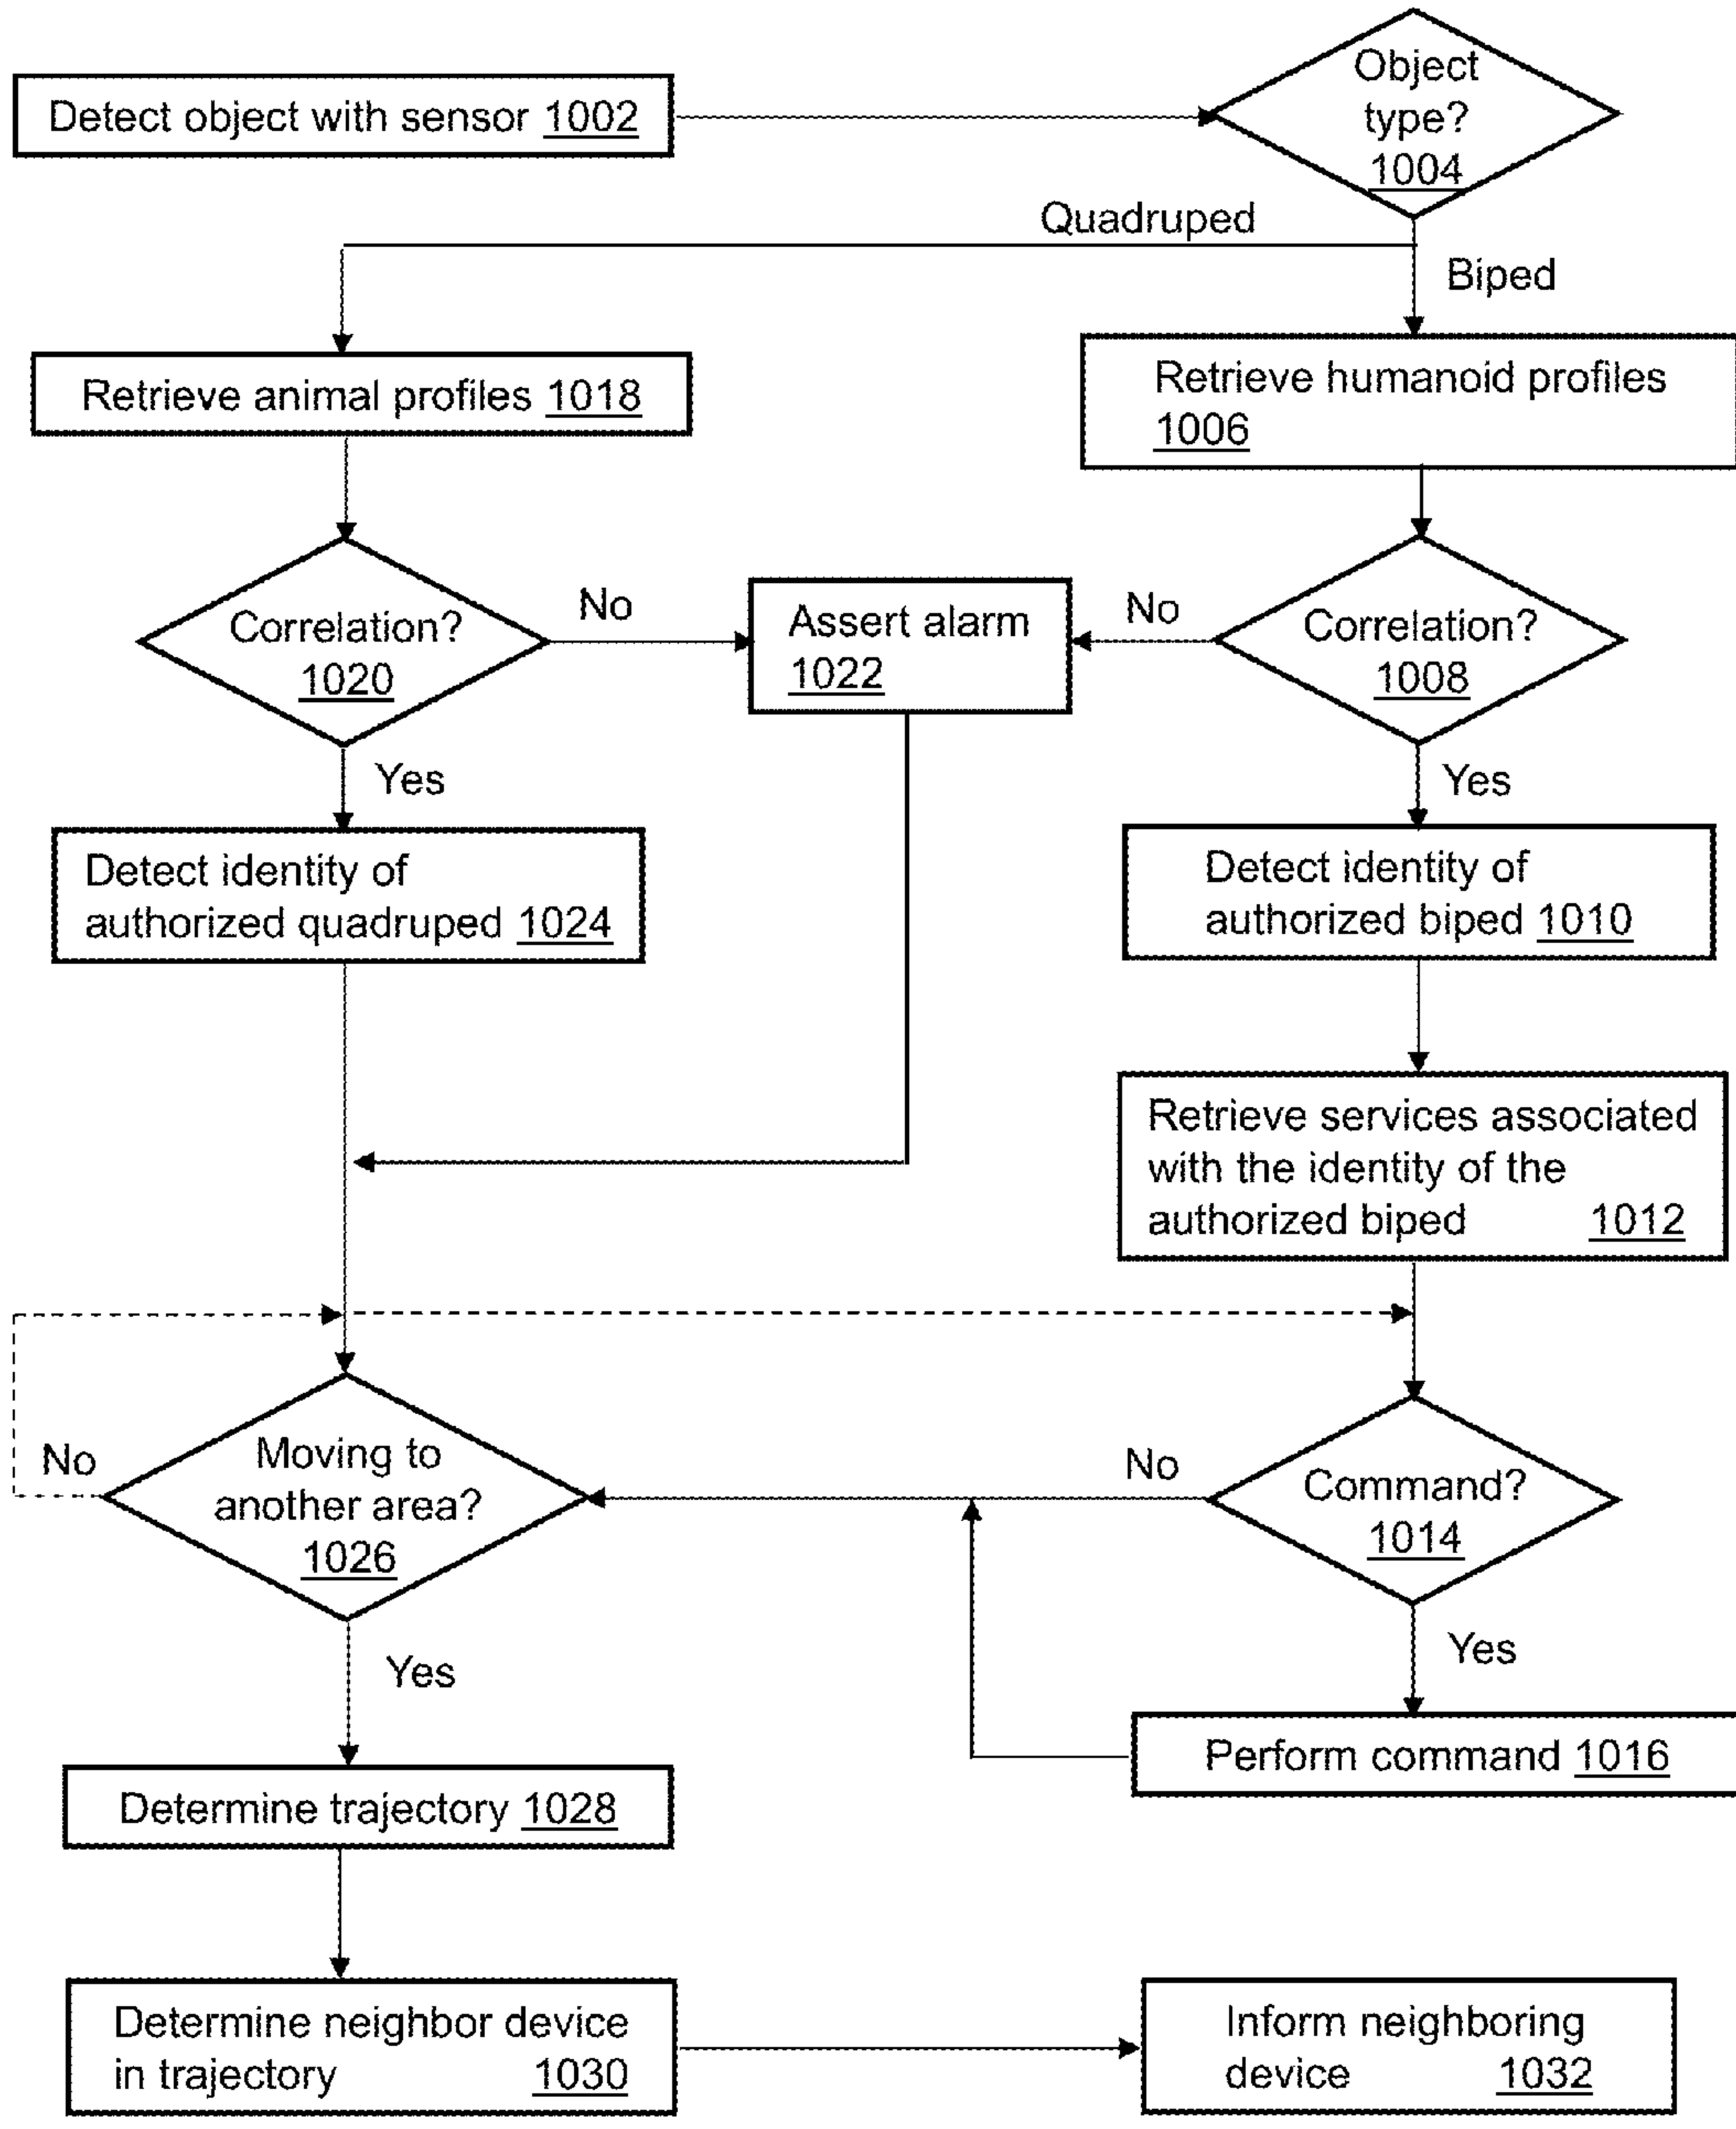 Detect object with sensor 1002
Object
type?
1004
Quadruped
Biped
Retrieve animal profiles 1018
Retrieve humanoid profiles
1006
Correlation?
1020
No
Assert alarm
1022
No
Correlation?
1008
Yes
Yes
Detect identity of
authorized quadruped 1024
Detect identity of
authorized biped 1010
Retrieve services associated
with the identity of the
authorized biped 1012
No
Moving to
another area?
1026
No
Command?
1014
Yes
Yes
Perform command 1016
Determine trajectory 1028
Determine neighbor device
in trajectory 1030
Inform neighboring
device 1032